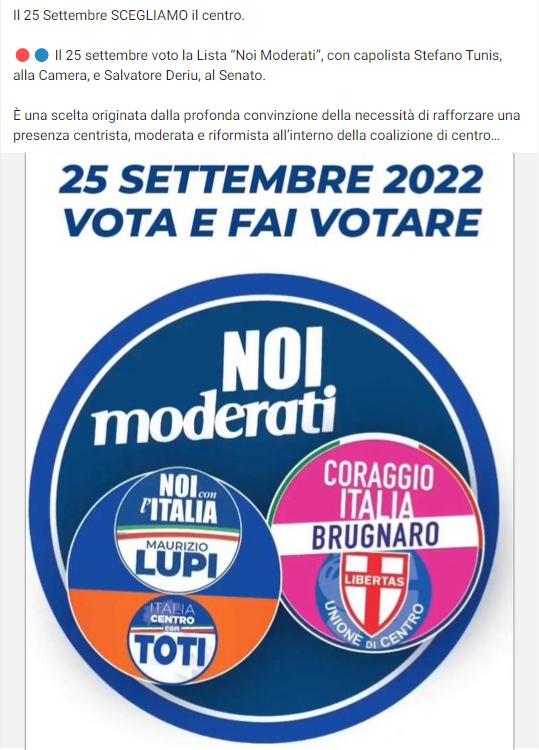 Il 25 Settembre SCEGLIAMO il centro.
🔴🔵 Il 25 settembre voto la Lista “Noi Moderati”, con capolista Stefano Tunis,
alla Camera, e Salvatore Deriu, al Senato.
È una scelta originata dalla profonda convinzione della necessità di rafforzare una
presenza centrista, moderata e riformista all’interno della coalizione di centro...
25 SETTEMBRE 2022
VOTA E FAI VOTARE
NOI
moderati
NOI con
l'ITALIA
MAURIZIO
LUPI
ITALIA
CENTRO
CON
TOTI
CORAGGIO
ITALIA
BRUGNARO
LIBERTAS
UNIONE DI CENTRO